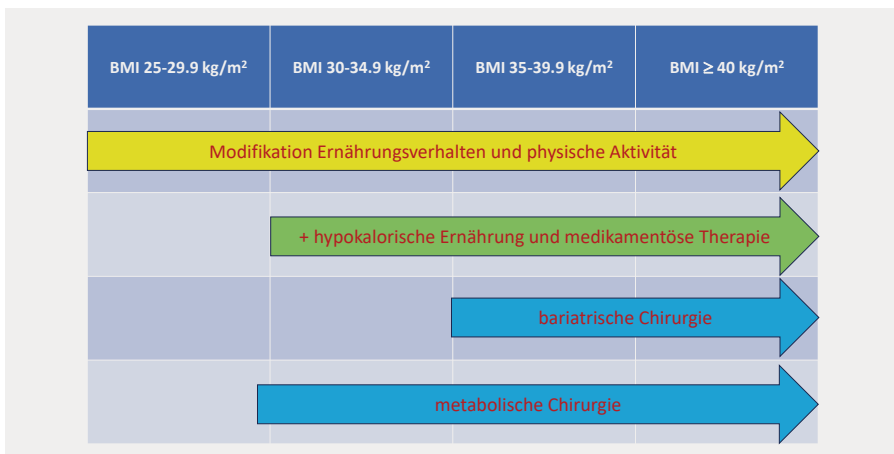 BMI 25-29.9 kg/m² BMI 30-34.9 kg/m² BMI 35-39.9 kg/m² BMI ≥ 40 kg/m²
Modifikation Ernährungsverhalten und physische Aktivität
+ hypokalorische Ernährung und medikamentöse Therapie
bariatrische Chirurgie
metabolische Chirurgie